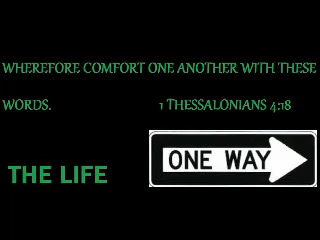 WHEREFORE COMFORT ONE ANOTHER WITH THESE
WORDS. 1 THESSALONIANS 4:18
ONE WAY
THE LIFE